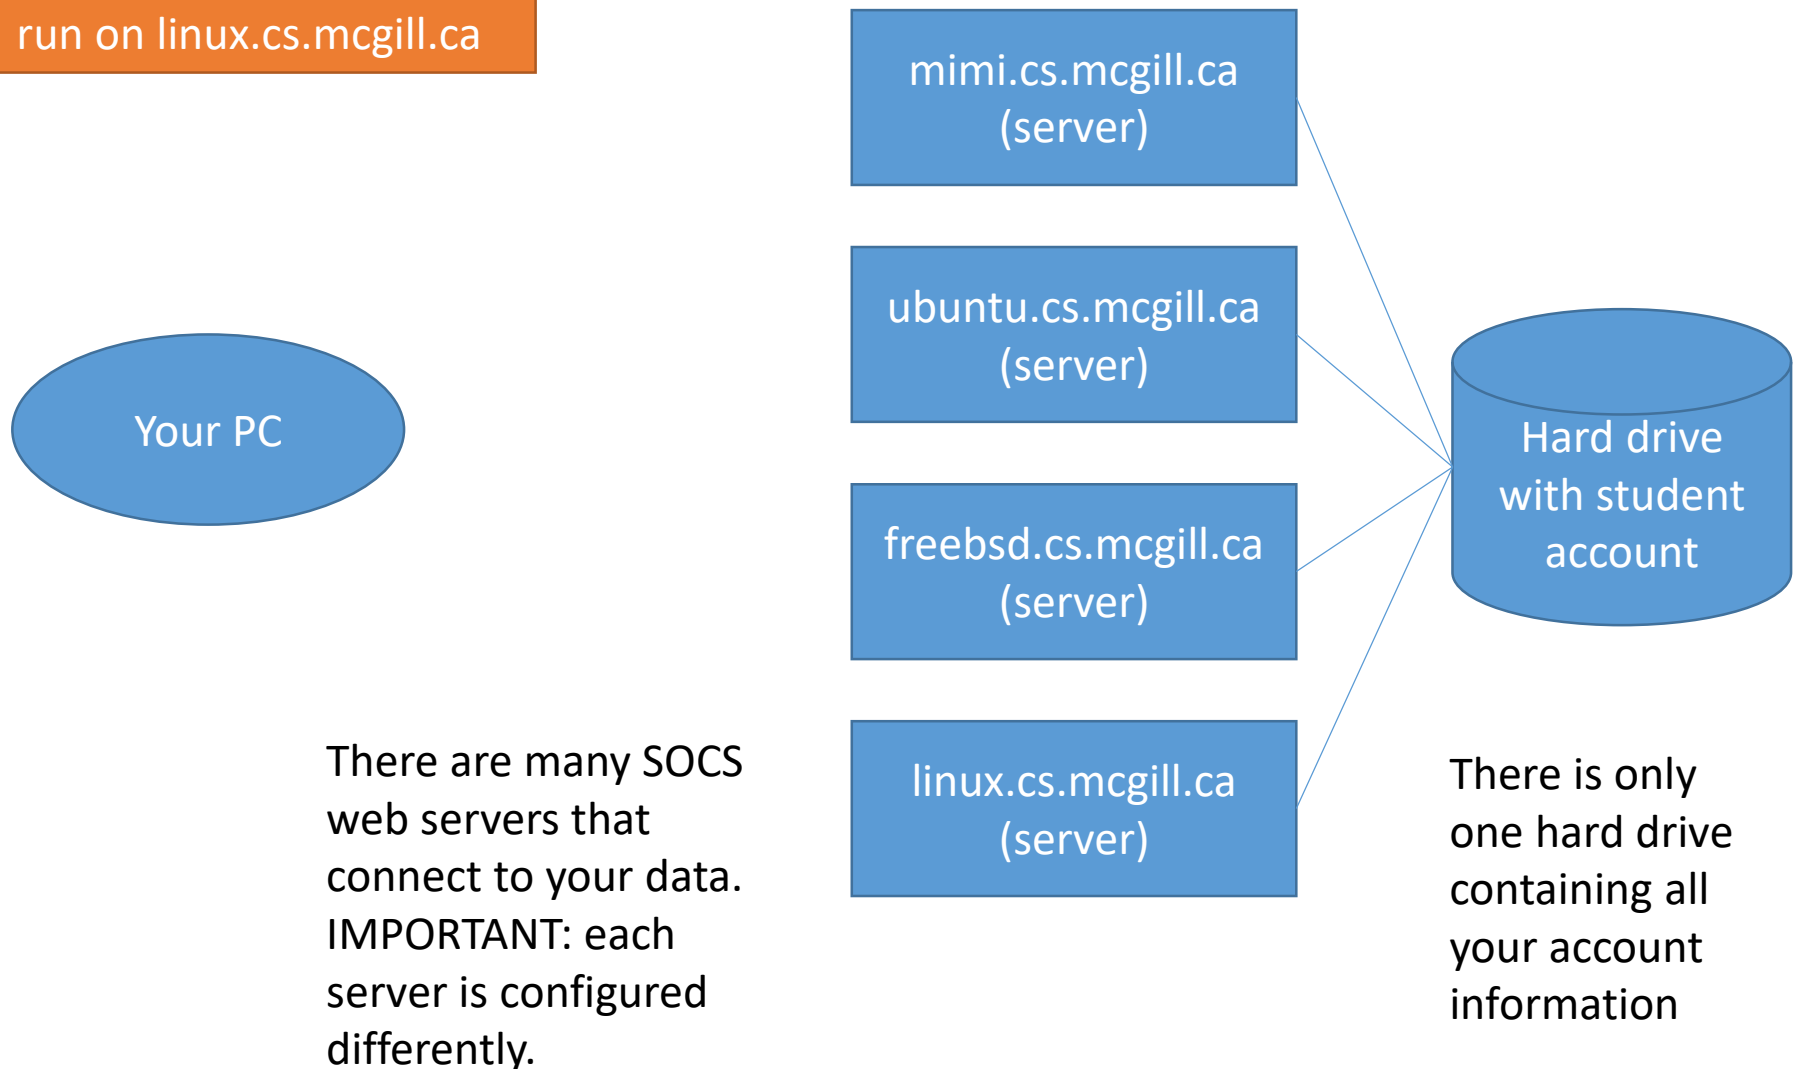 run on linux.cs.mcgill.ca
mimi.cs.mcgill.ca
(server)
ubuntu.cs.mcgill.ca
(server)
Your PC
Hard drive
with student
account
freebsd.cs.mcgill.ca
(server)
linux.cs.mcgill.ca
(server)
There are many SOCS
web servers that
connect to your data.
IMPORTANT: each
server is configured
differently.
There is only
one hard drive
containing all
your account
information